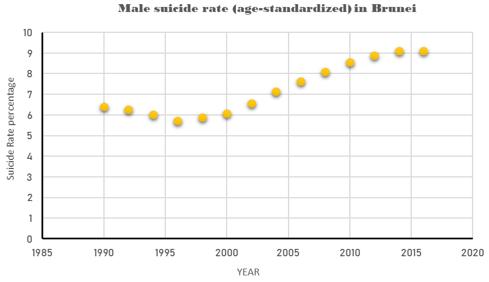 Male suicide rate (age-standardized) in Brunei
10
9
8
7
6
5
4
3
2
1
0
Suicide Rate percentage
1985 1990 1995 2000 2005 2010 2015 2020
YEAR